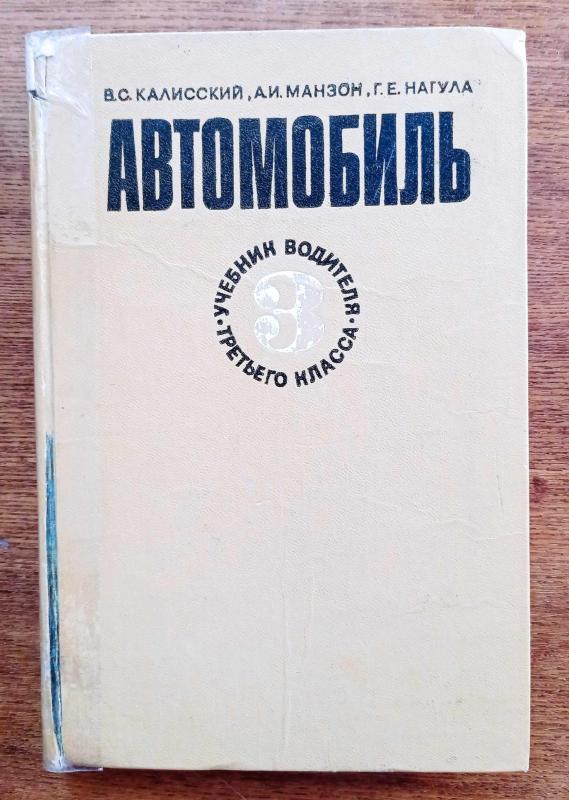 В.С. КАЛИССКИЙ, А.И. МАНЗОН, Г.Е. НАГУЛА
АВТОМОБИЛЬ
• УЧЕБНИК ВОДИТЕЛЯ •
3
ТРЕТЬЕГО КЛАССА